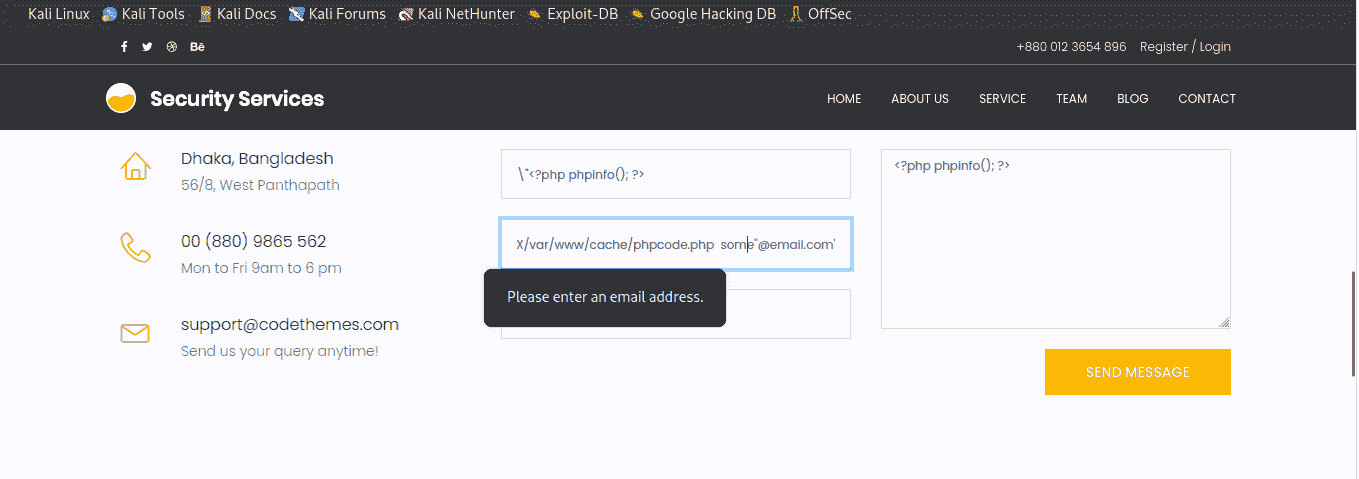 Kali Linux Kali Tools Kali Docs Kali Forums Kali NetHunter Exploit-DB Google Hacking DB OffSec
+880 012 3654 896 Register / Login
Security Services
HOME ABOUT US SERVICE TEAM BLOG CONTACT
Dhaka, Bangladesh
56/8, West Panthapath
00 (880) 9865 562
Mon to Fri 9am to 6 pm
support@codethemes.com
Send us your query anytime!
\"<?php phpinfo(); ?>
X/var/www/cache/phpcode.php some"@email.com'
Please enter an email address.
<?php phpinfo(); ?>
SEND MESSAGE